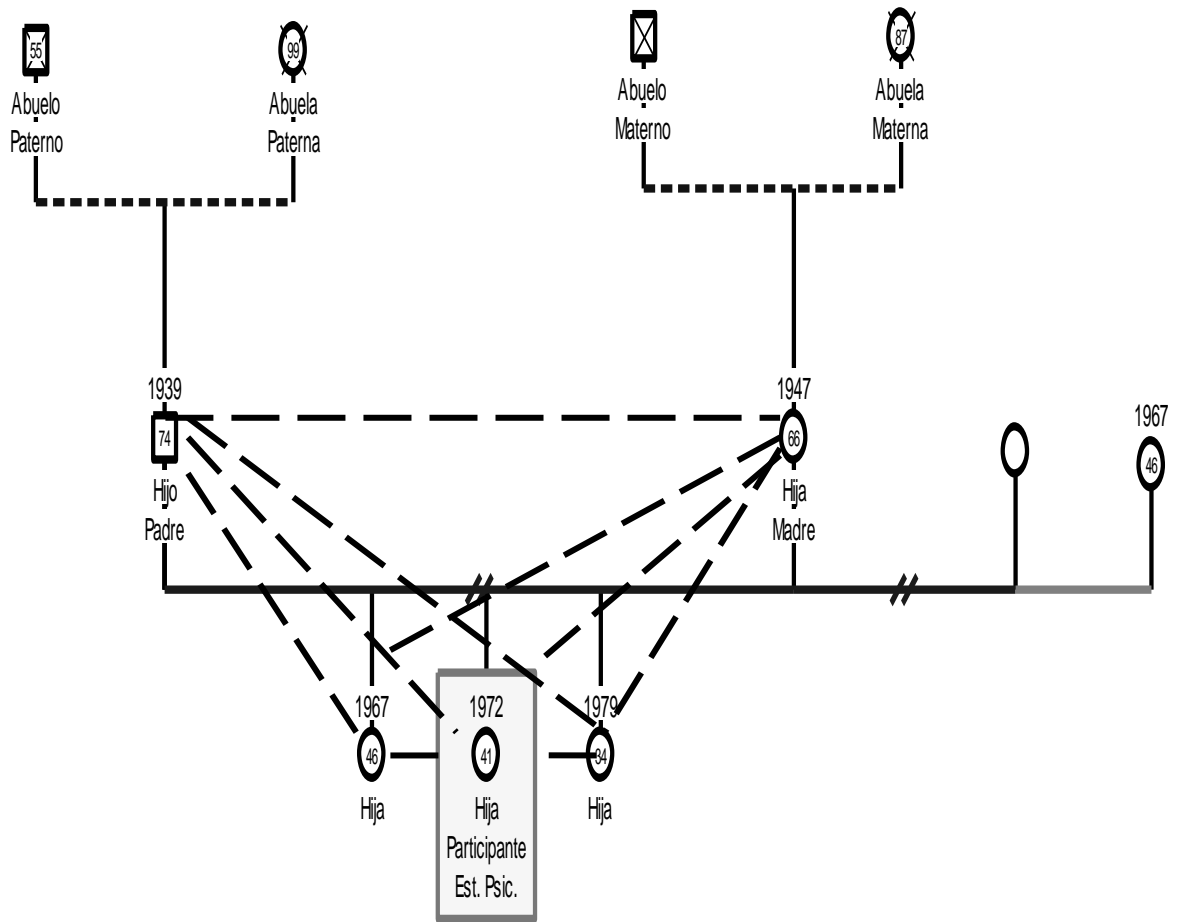 55
99
87
Abuelo
Paterno
Abuela
Paterna
Abuelo
Materno
Abuela
Materna
1939
74
Hijo
Padre
1947
66
Hija
Madre
1967
46
1967
46
Hija
1972
41
Hija
Participante
Est. Psic.
1979
34
Hija